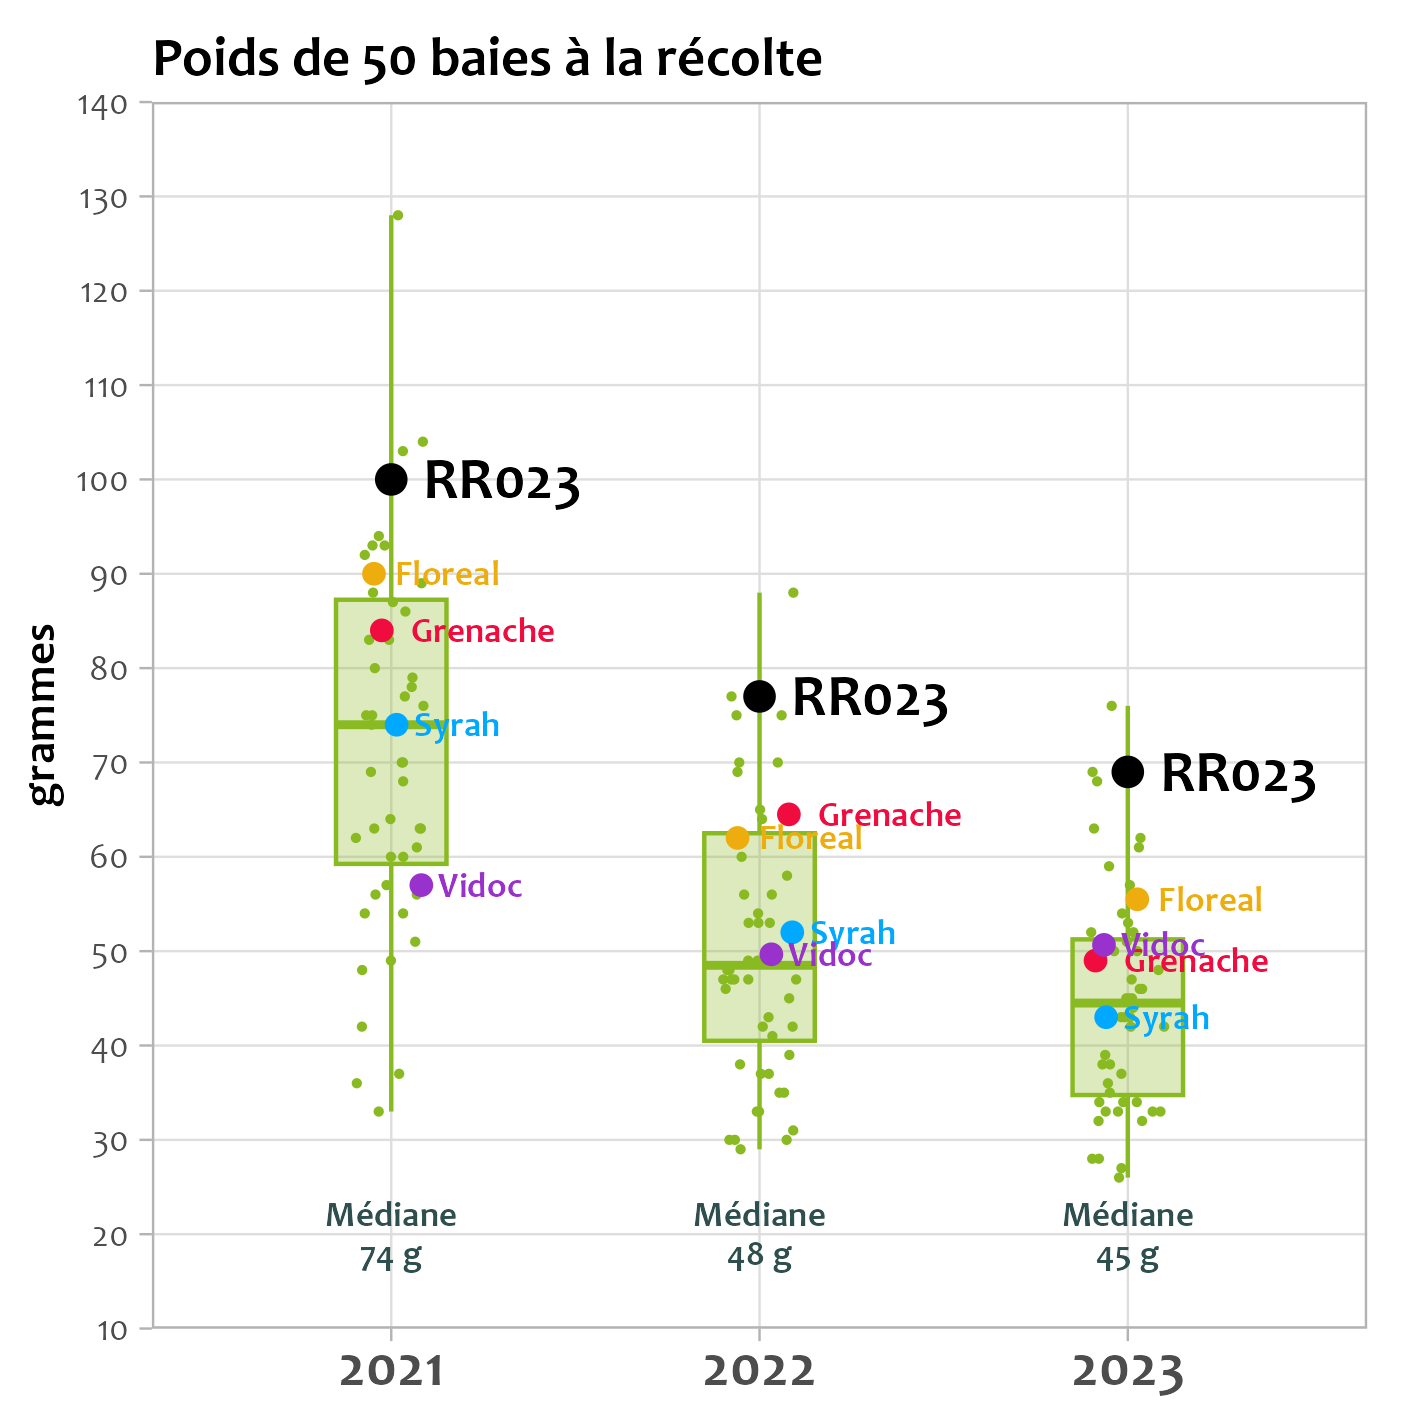 Poids de 50 baies à la récolte
grammes
140
130
120
110
100
90
80
70
60
50
40
30
20
10
RR023
Floreal
Grenache
Syrah
Vidoc
Médiane
74 g
RR023
Grenache
Floreal
Syrah
Vidoc
Médiane
48 g
RR023
Floreal
Vidoc
Grenache
Syrah
Médiane
45 g
2021
2022
2023